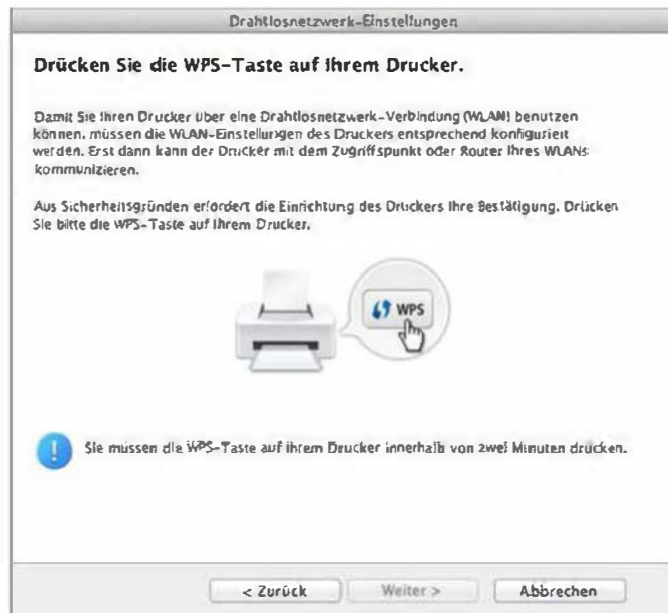 Drahtlosnetzwerk-Einstellungen
Drücken Sie die WPS-Taste auf Ihrem Drucker.
Damit Sie Ihren Drucker über eine Drahtlosnetzwerk-Verbindung (WLAN) benutzen
können, müssen die WLAN-Einstellungen des Druckers entsprechend konfiguriert
werden. Erst dann kann der Drucker mit dem Zugriffspunkt oder Router Ihres WLANs
kommunizieren.
Aus Sicherheitsgründen erfordert die Einrichtung des Druckers Ihre Bestätigung. Drücken
Sie bitte die WPS-Taste auf Ihrem Drucker.
WPS
Sie müssen die WPS-Taste auf ihrem Drucker innerhalb von zwei Minuten drücken.
< Zurück
Weiter >
Abbrechen